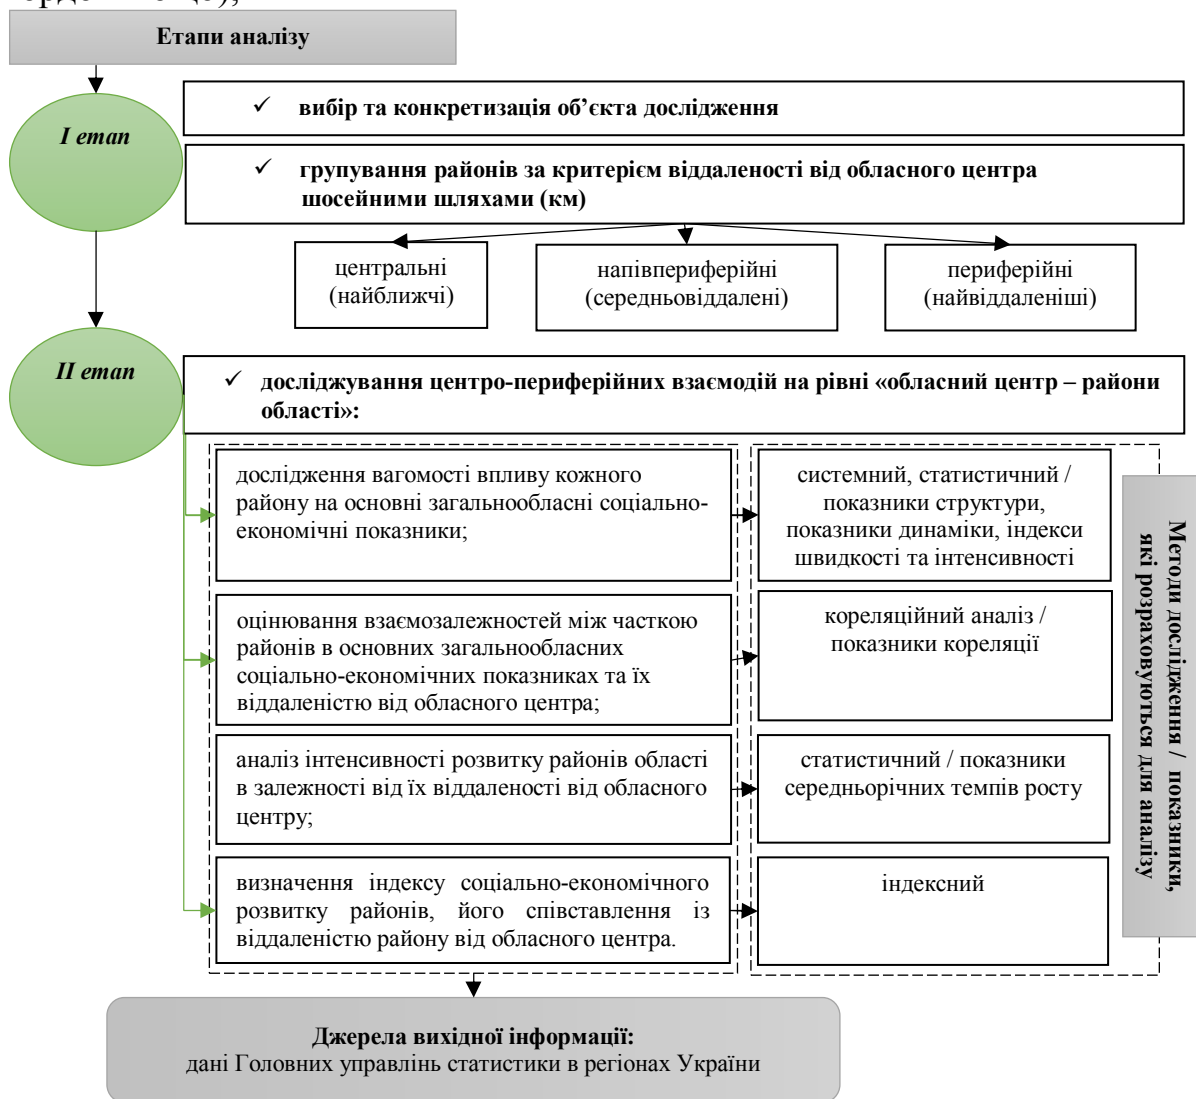 Етапи аналізу
І етап
✓ вибір та конкретизація об’єкта дослідження
✓ групування районів за критерієм віддаленості від обласного центра
шосейними шляхами (км)
центральні
(найближчі)
напівпериферійні
(середньовіддалені)
периферійні
(найвіддаленіші)
ІІ етап
✓ досліджування центро-периферійних взаємодій на рівні «обласний центр – райони
області»:
дослідження вагомості впливу кожного
району на основні загальнообласні соціально-
економічні показники;
системний, статистичний /
показники структури,
показники динаміки, індекси
швидкості та інтенсивності
оцінювання взаємозалежностей між часткою
районів в основних загальнообласних
соціально-економічних показниках та їх
віддаленістю від обласного центра;
кореляційний аналіз /
показники кореляції
аналіз інтенсивності розвитку районів області
в залежності від їх віддаленості від обласного
центру;
статистичний / показники
середньорічних темпів росту
визначення індексу соціально-економічного
розвитку районів, його співставлення із
віддаленістю району від обласного центра.
індексний
Методи дослідження / показники,
які розраховуються для аналізу
Джерела вихідної інформації:
дані Головних управлінь статистики в регіонах України